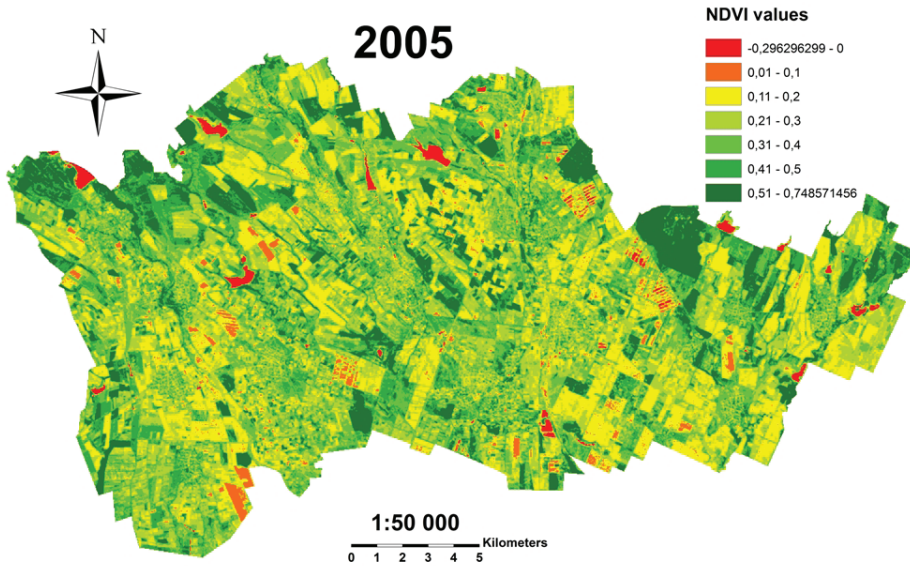 NDVI values
2005
N
-0,296296299 - 0
0,01 - 0,1
0,11 - 0,2
0,21 - 0,3
0,31 - 0,4
0,41 - 0,5
0,51 - 0,748571456
1:50 000
Kilometers
0 1 2 3 4 5